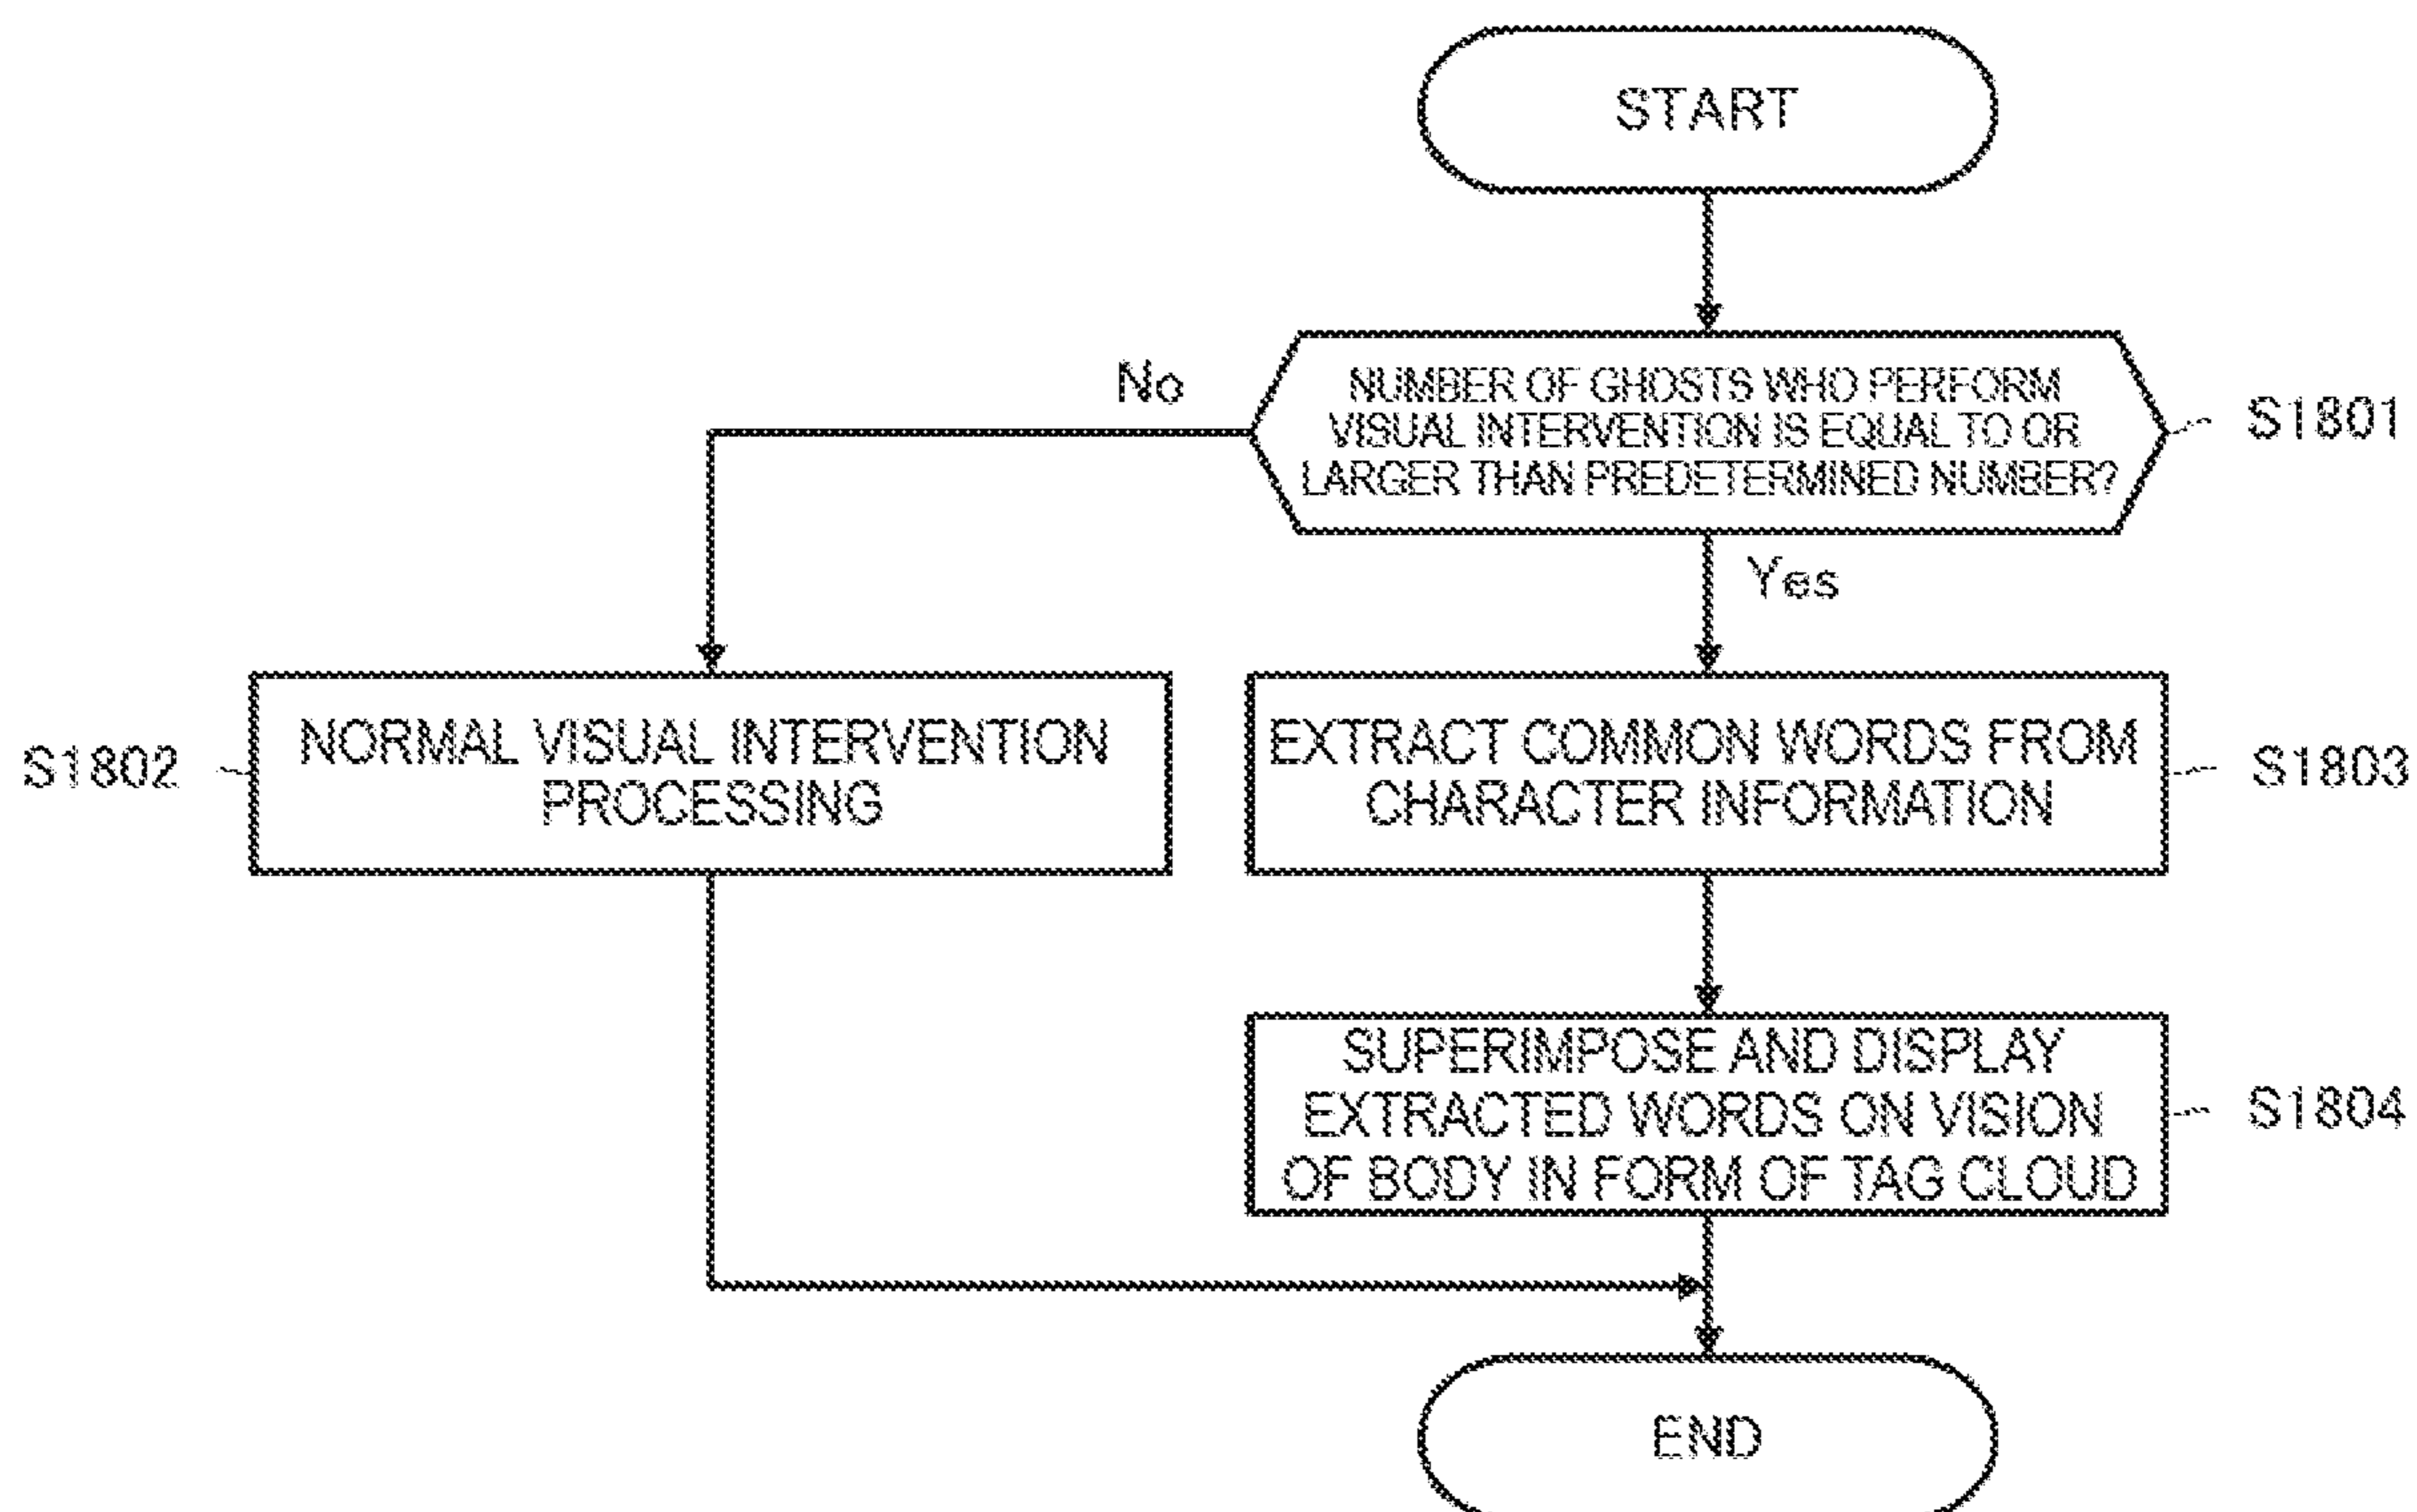 START
No
NUMBER OF GHOSTS WHO PERFORM
VISUAL INTERVENTION IS EQUAL TO OR
LARGER THAN PREDETERMINED NUMBER?
S1801
Yes
S1802
NORMAL VISUAL INTERVENTION
PROCESSING
EXTRACT COMMON WORDS FROM
CHARACTER INFORMATION
S1803
SUPERIMPOSE AND DISPLAY
EXTRACTED WORDS ON VISION
OF BODY IN FORM OF TAG CLOUD
S1804
END